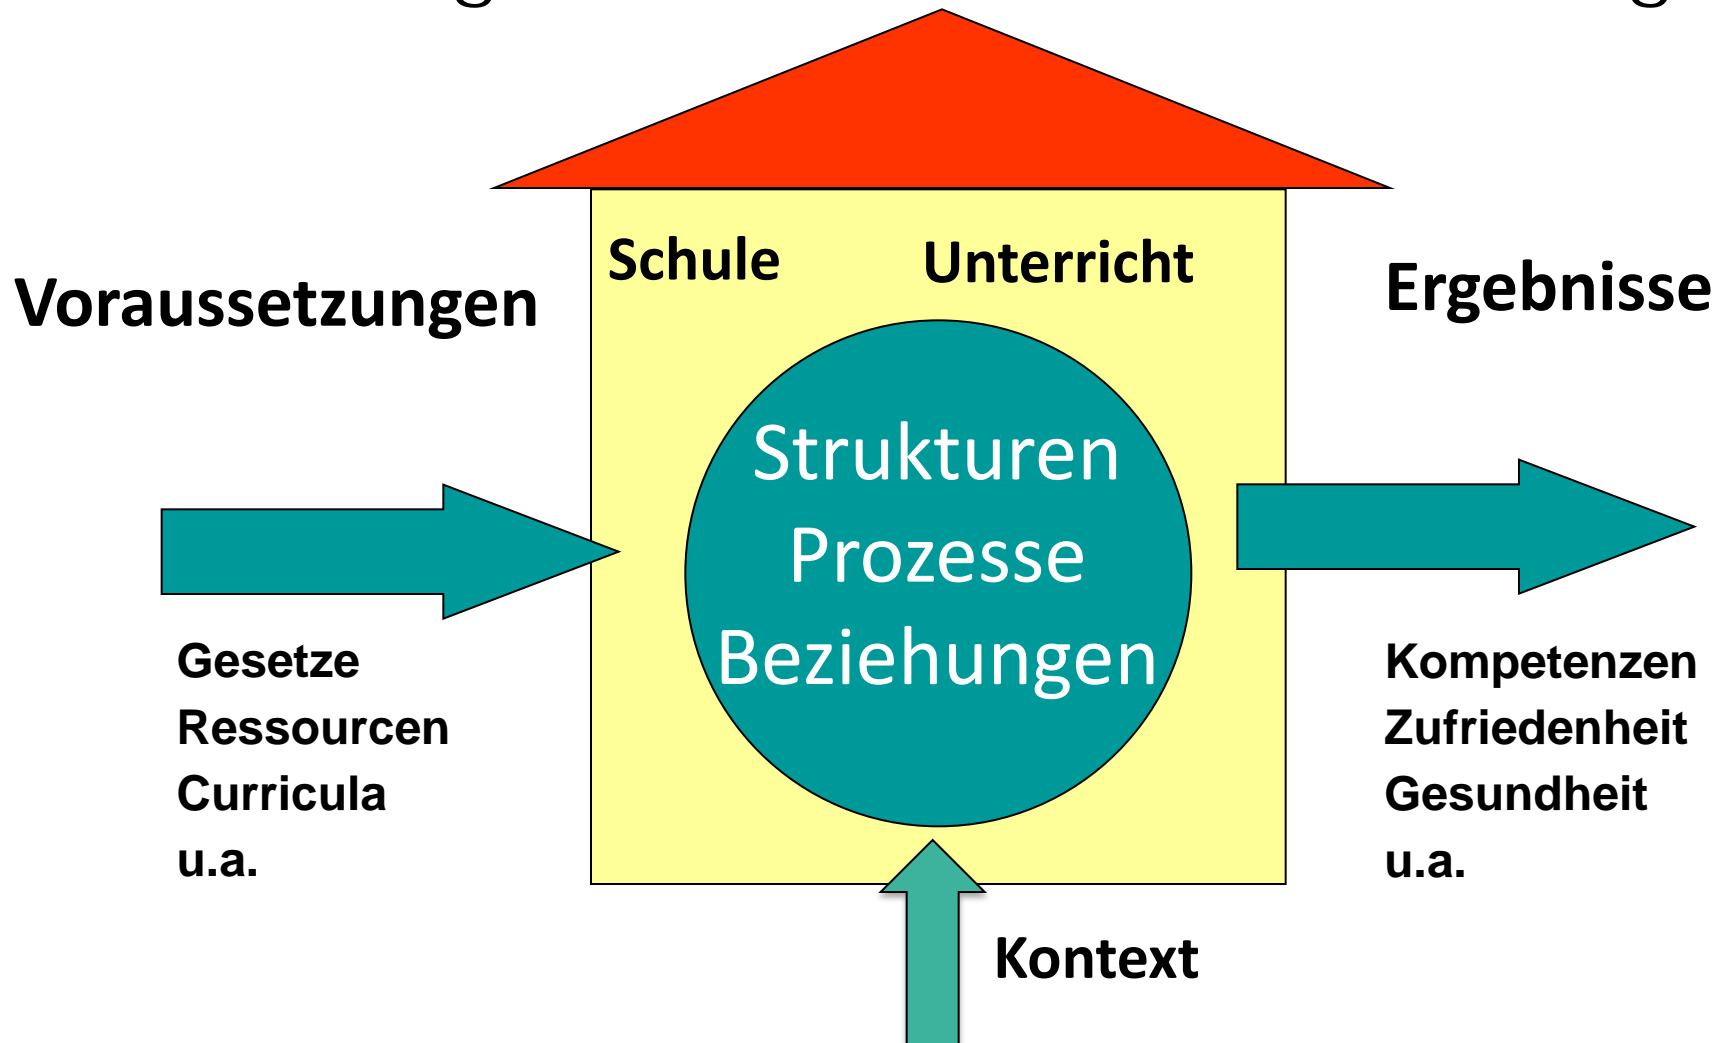 Schule Unterricht
Voraussetzungen
Ergebnisse
Strukturen
Prozesse
Beziehungen
Gesetze
Ressourcen
Curricula
u.a.
Kompetenzen
Zufriedenheit
Gesundheit
u.a.
Kontext